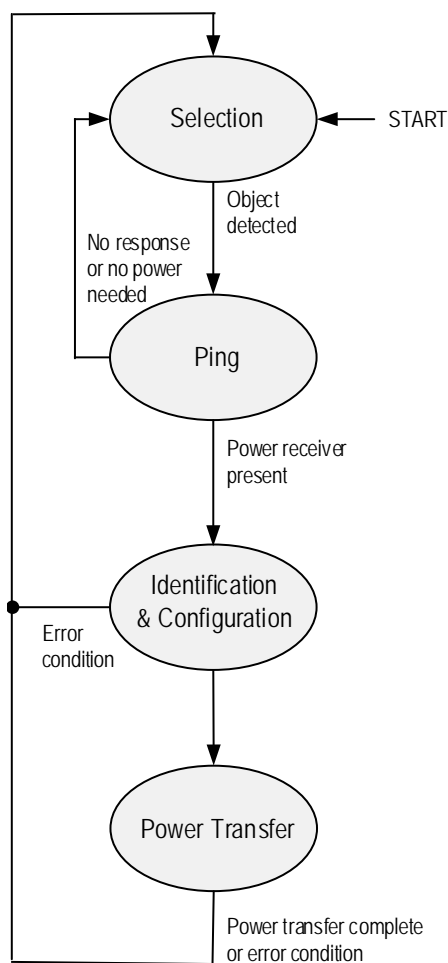 Selection
START
Object
detected
No response
or no power
needed
Ping
Power receiver
present
Identification
& Configuration
Error
condition
Power Transfer
Power transfer complete
or error condition